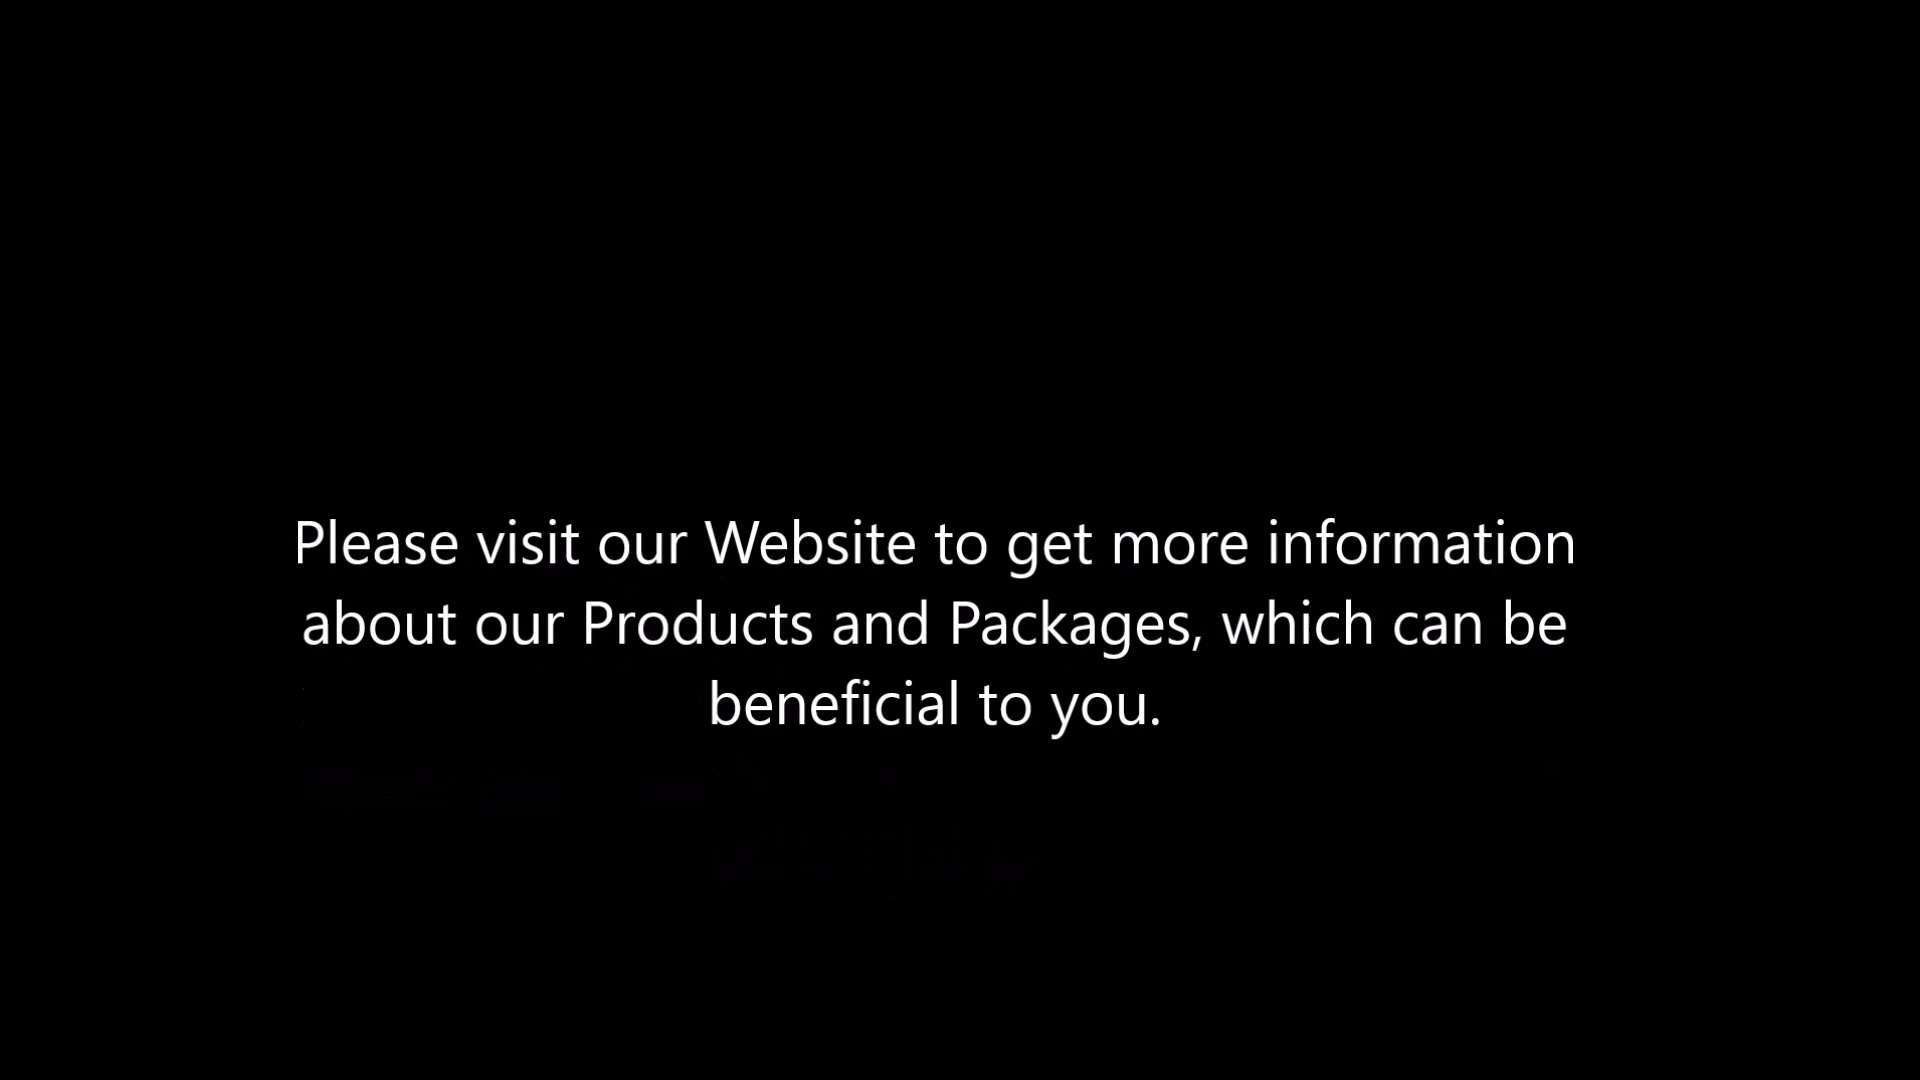 Please visit our Website to get more information
about our Products and Packages, which can be
beneficial to you.